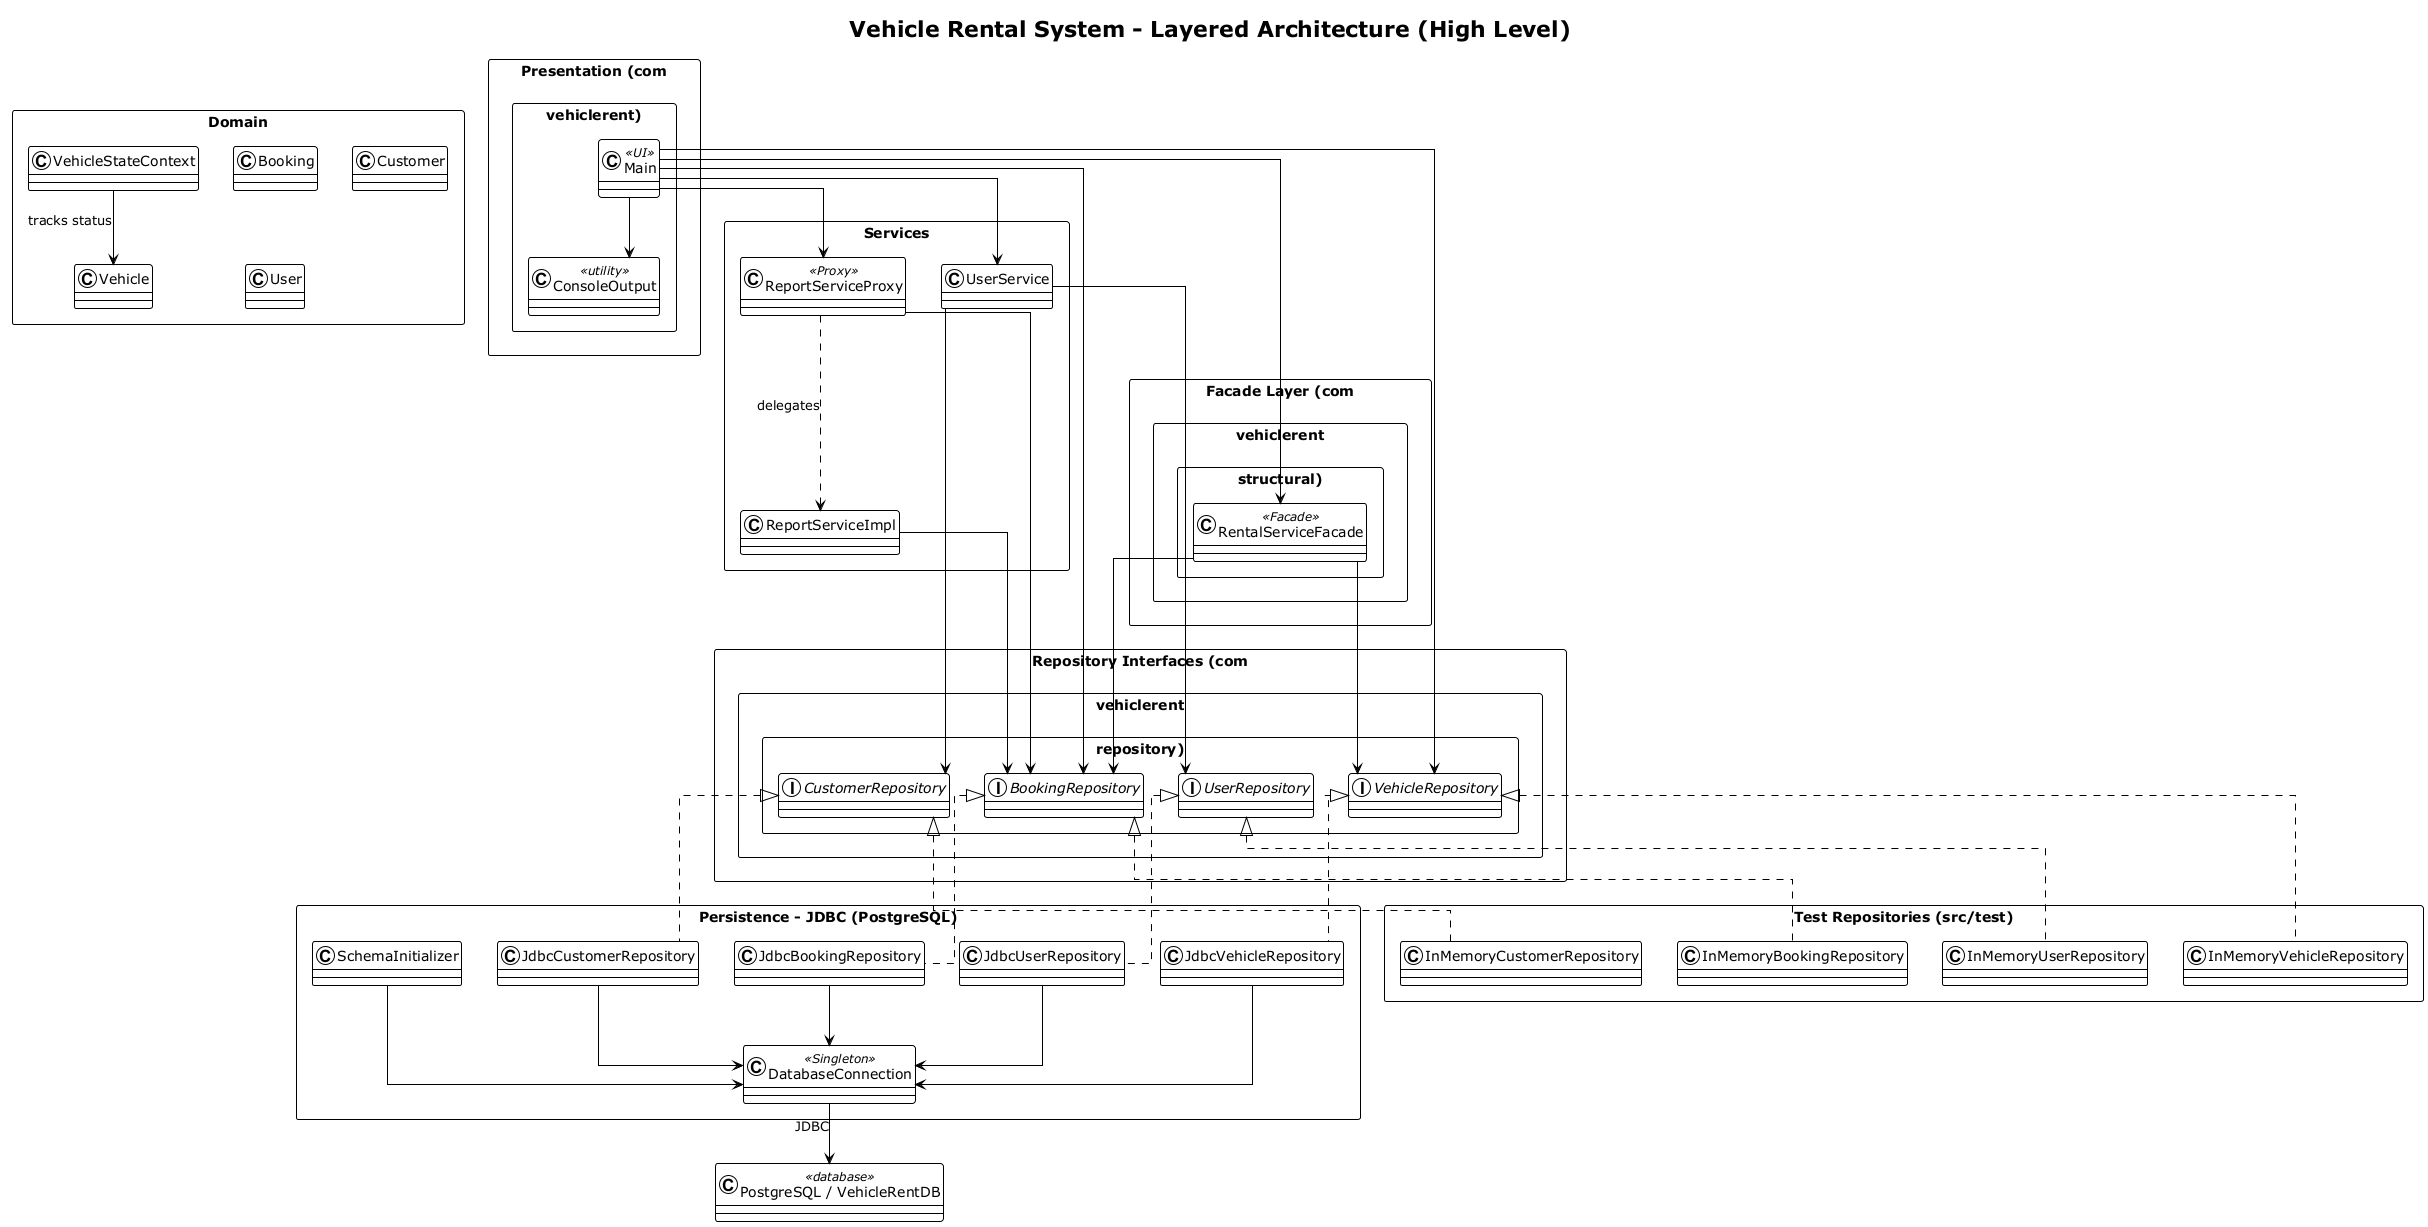 Vehicle Rental System - Layered Architecture (High Level)
Presentation (com
vehiclerent)
C «UI»
Main
C «utility»
ConsoleOutput
Domain
C VehicleStateContext
C Booking
C Customer
tracks status
C Vehicle
C User
Services
C «Proxy»
ReportServiceProxy
C UserService
delegates
C ReportServiceImpl
Facade Layer (com
vehiclerent
structural)
C «Facade»
RentalServiceFacade
Repository Interfaces (com
vehiclerent
repository)
I CustomerRepository
I BookingRepository
I UserRepository
I VehicleRepository
Persistence - JDBC (PostgreSQL)
C SchemaInitializer
C JdbcCustomerRepository
C JdbcBookingRepository
C JdbcUserRepository
C JdbcVehicleRepository
C «Singleton»
DatabaseConnection
Test Repositories (src/test)
C InMemoryCustomerRepository
C InMemoryBookingRepository
C InMemoryUserRepository
C InMemoryVehicleRepository
JDBC
C «database»
PostgreSQL / VehicleRentDB